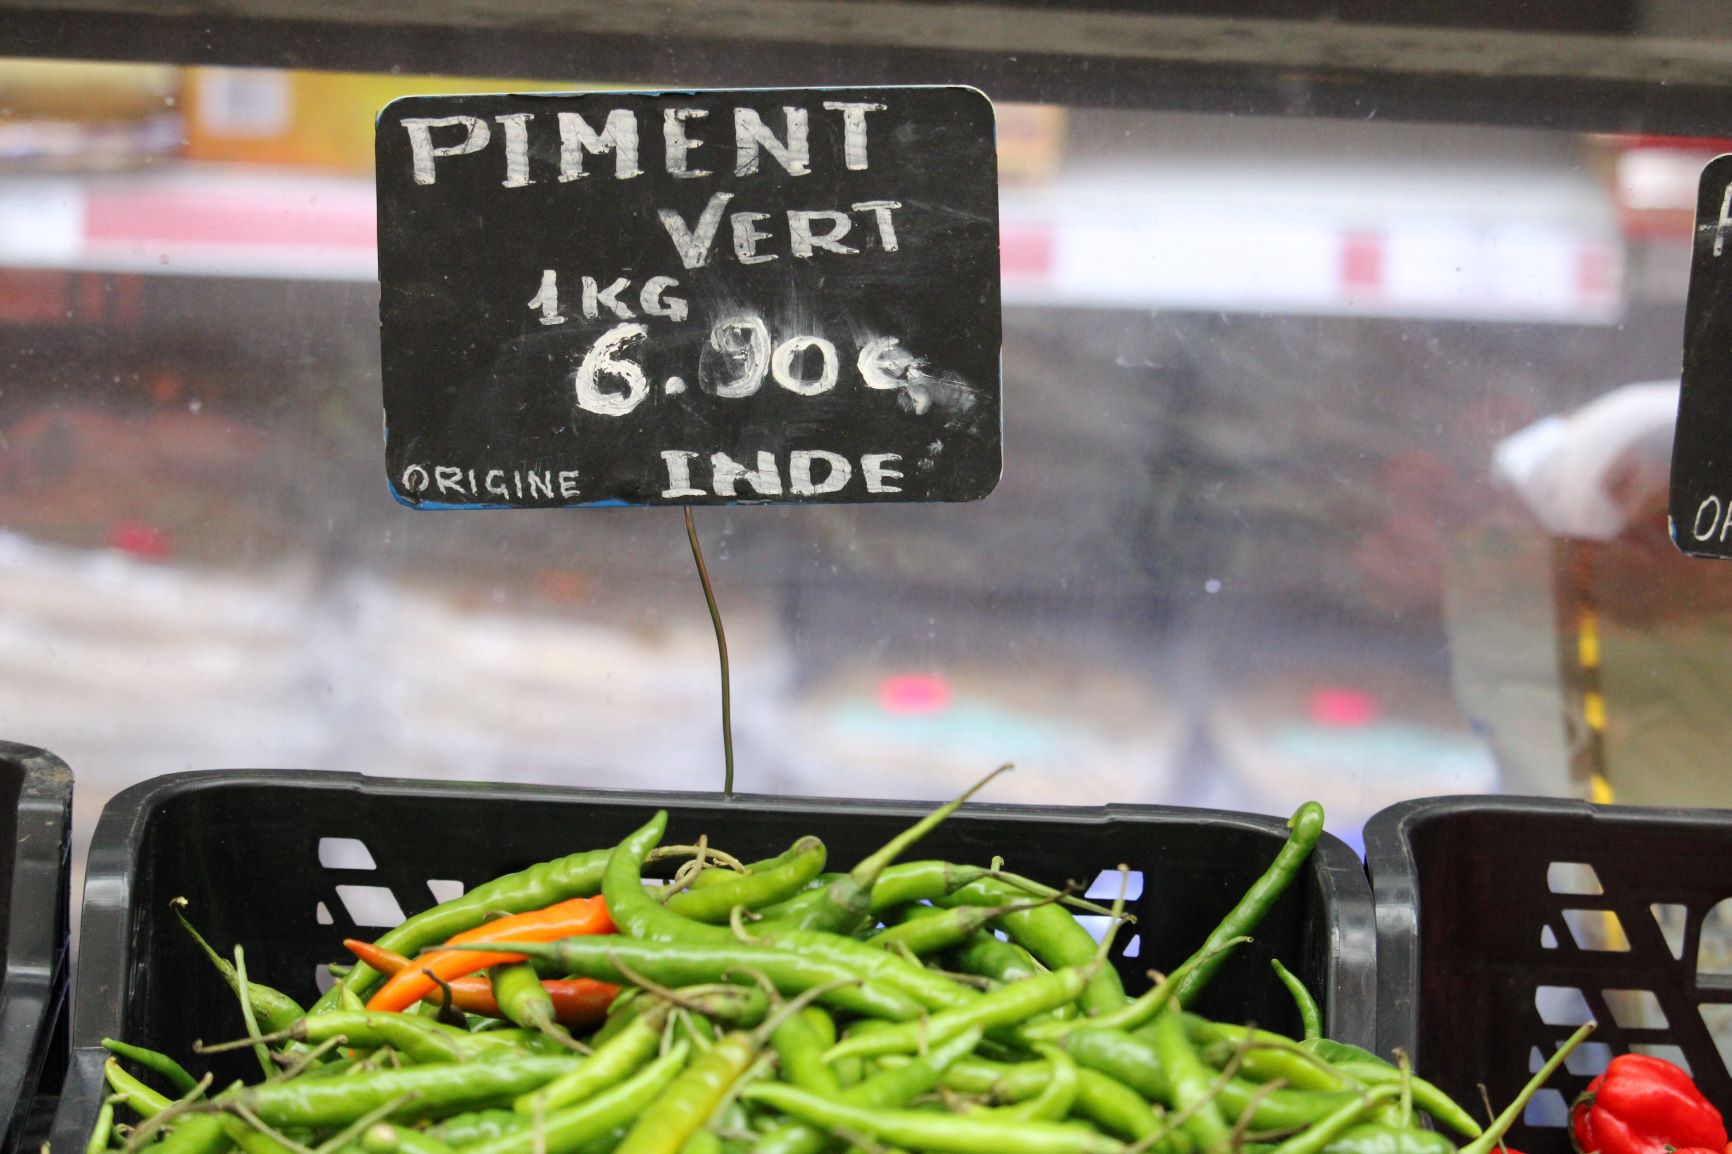 PIMENT
VERT
1KG
6.90€
ORIGINE INDE